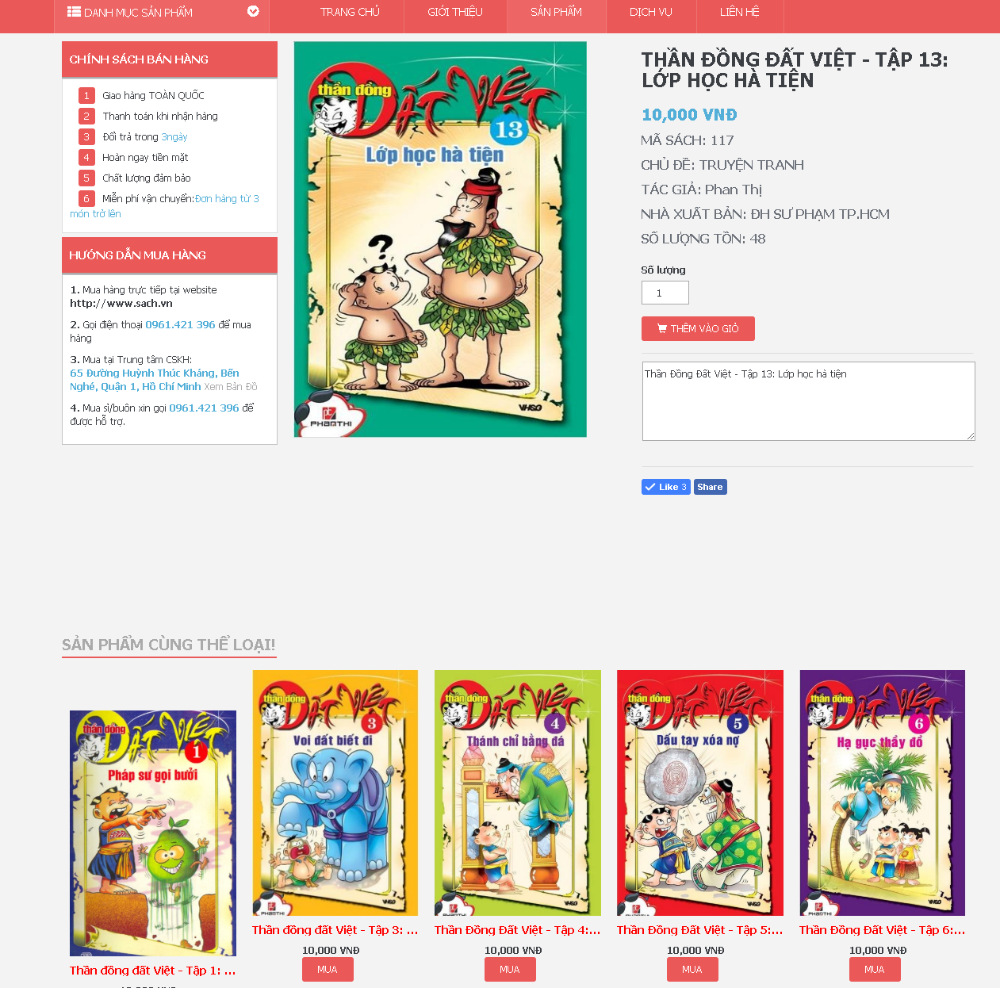 DANH MỤC SẢN PHẨM
TRANG CHỦ
GIỚI THIỆU
SẢN PHẨM
DỊCH VỤ
LIÊN HỆ
CHÍNH SÁCH BÁN HÀNG
1 Giao hàng TOÀN QUỐC
2 Thanh toán khi nhận hàng
3 Đổi trả trong 3ngày
4 Hoàn ngay tiền mặt
5 Chất lượng đảm bảo
6 Miễn phí vận chuyển:Đơn hàng từ 3
món trở lên
HƯỚNG DẪN MUA HÀNG
1. Mua hàng trực tiếp tại website
http://www.sach.vn
2. Gọi điện thoại 0961.421 396 để mua
hàng
3. Mua tại Trung tâm CSKH:
65 Đường Huỳnh Thúc Kháng, Bến
Nghé, Quận 1, Hồ Chí Minh Xem Bản Đồ
4. Mua sỉ/buôn xin gọi 0961.421 396 để
được hỗ trợ.
thần đồng
ĐẤT VIỆT
13
Lớp học hà tiện
?
PHANTHI
VHSG
THẦN ĐỒNG ĐẤT VIỆT - TẬP 13:
LỚP HỌC HÀ TIỆN
10,000 VNĐ
MÃ SÁCH: 117
CHỦ ĐỀ: TRUYỆN TRANH
TÁC GIẢ: Phan Thị
NHÀ XUẤT BẢN: ĐH SƯ PHẠM TP.HCM
SỐ LƯỢNG TỒN: 48
Số lượng
1
THÊM VÀO GIỎ
Thần Đồng Đất Việt - Tập 13: Lớp học hà tiện
Like 3 Share
SẢN PHẨM CÙNG THỂ LOẠI!
thần đồng
ĐẤT VIỆT
1
Pháp sư gọi bưởi
Thần đồng đất Việt - Tập 1: ...
thần đồng
ĐẤT VIỆT
3
Voi đất biết đi
PHANTHI
VHSG
Thần đồng đất Việt - Tập 3: ...
10,000 VNĐ
MUA
thần đồng
ĐẤT VIỆT
4
Thánh chỉ bằng đá
PHANTHI
VHSG
Thần Đồng Đất Việt - Tập 4:...
10,000 VNĐ
MUA
thần đồng
ĐẤT VIỆT
5
Dấu tay xóa nợ
PHANTHI
VHSG
Thần Đồng Đất Việt - Tập 5:...
10,000 VNĐ
MUA
thần đồng
ĐẤT VIỆT
6
Hạ gục thầy đồ
PHANTHI
VHSG
Thần Đồng Đất Việt - Tập 6:...
10,000 VNĐ
MUA